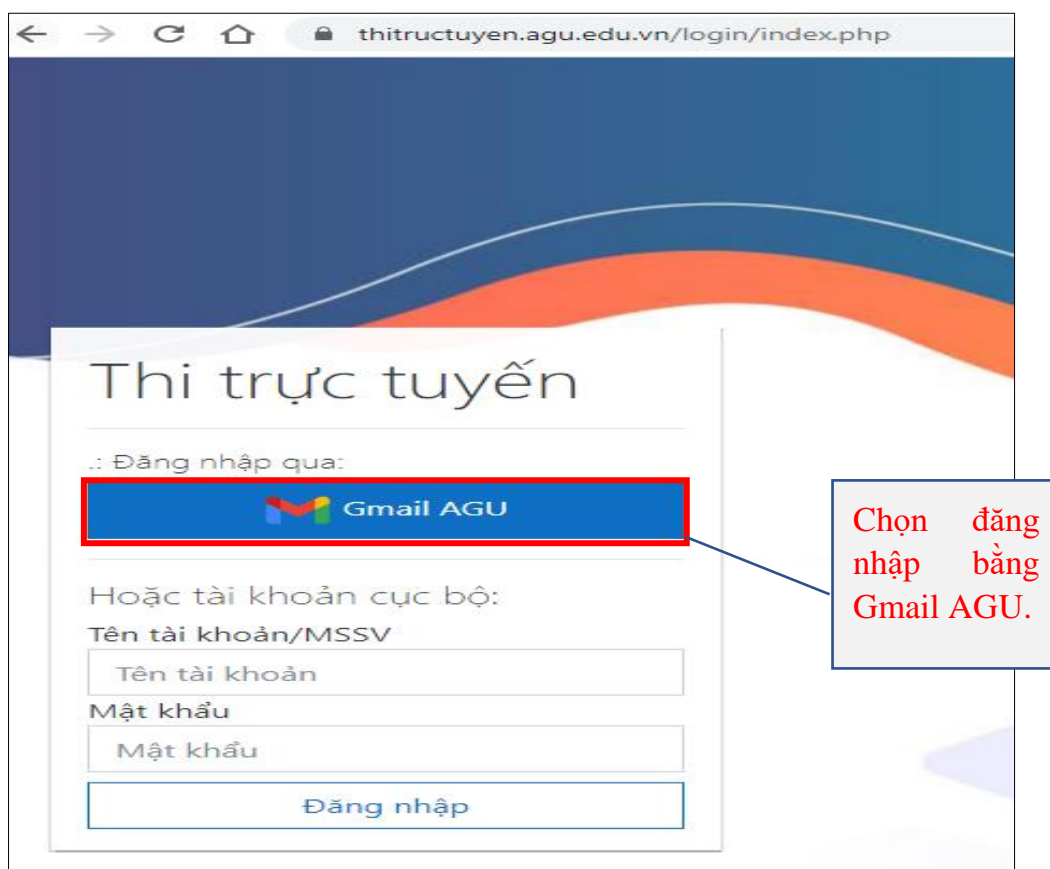 thitructuyen.agu.edu.vn/login/index.php
Thi trực tuyến
.: Đăng nhập qua:
Gmail AGU
Chọn đăng
nhập bằng
Gmail AGU.
Hoặc tài khoản cục bộ:
Tên tài khoản/MSSV
Tên tài khoản
Mật khẩu
Mật khẩu
Đăng nhập